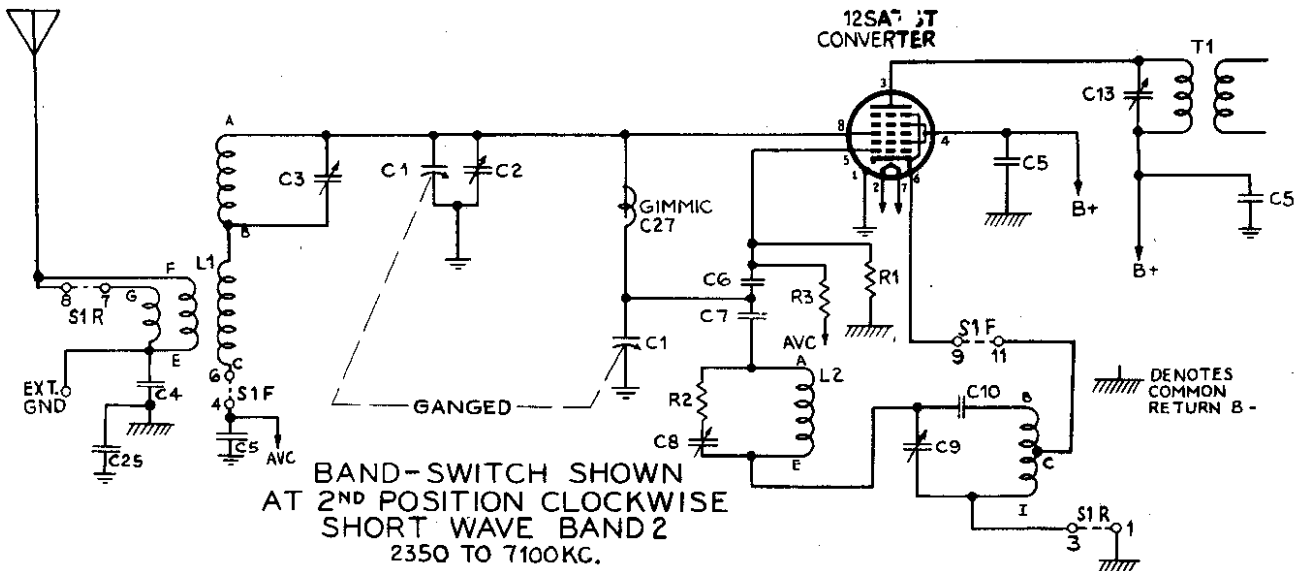 CONVERTER
T1
3
A
C13
8
4
5
C3
C1
C2
1
2
7
6
C5
GIMMIC
C27
B+
C5
B
L1
F
C6
R1
R3
B+
8
7
G
S1R
C7
C1
AVC
S1F
9
11
E
C
6
A
L2
EXT.
GND
C4
4
S1F
GANGED
R2
C10
B
DENOTES
COMMON
RETURN B-
C25
C5
AVC
C8
C9
C
E
I
BAND-SWITCH SHOWN
AT 2ND POSITION CLOCKWISE
SHORT WAVE BAND 2
2350 TO 7100KC.
S1R
3
1